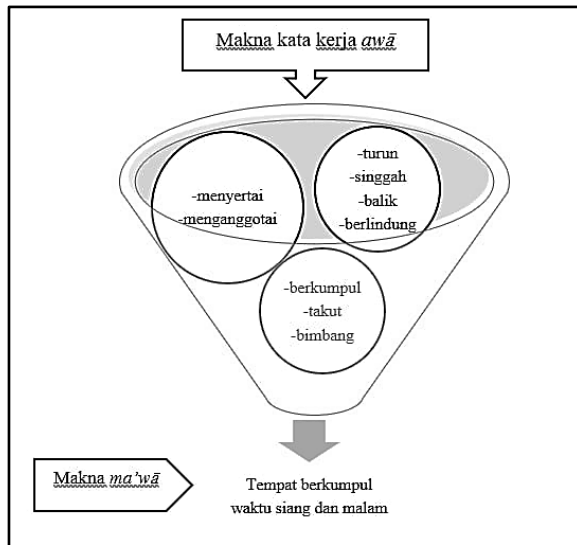 Makna kata kerja awā
-menyertai
-menganggotai
-turun
-singgah
-balik
-berlindung
-berkumpul
-takut
-bimbang
Makna ma'wā
Tempat berkumpul
waktu siang dan malam